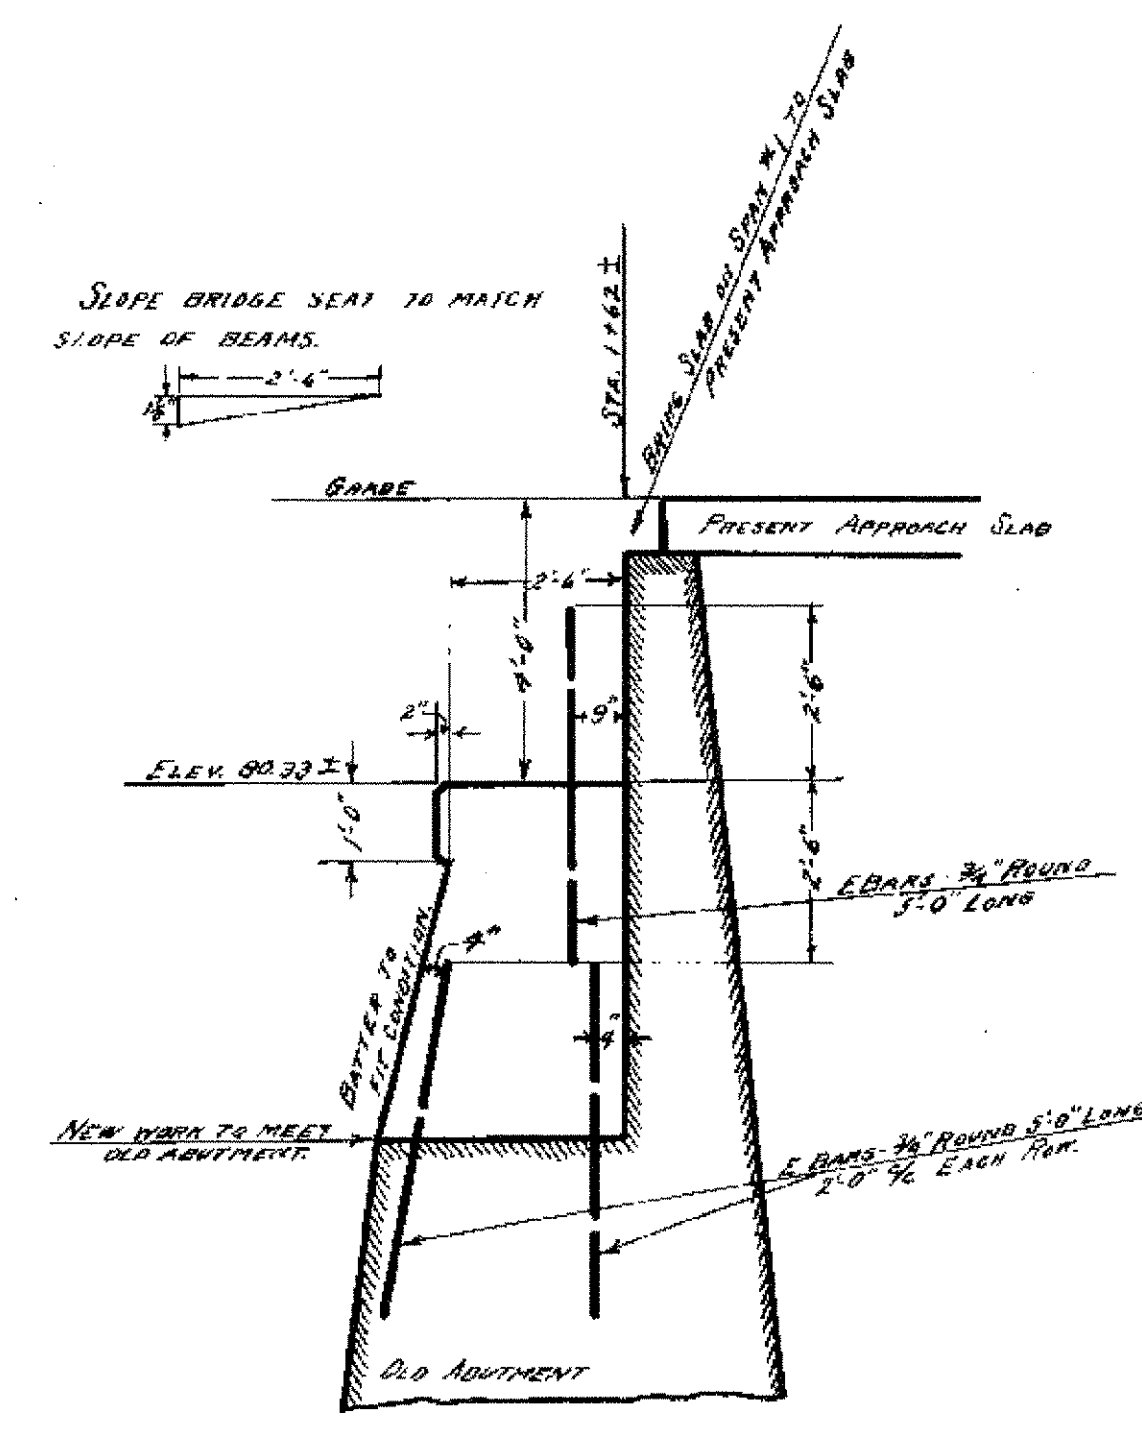 BRING SLAB ON SPAN #1 TO
PRESENT APPROACH SLAB
STA. 1+62 ±
SLOPE BRIDGE SEAT TO MATCH
SLOPE OF BEAMS.
2'-6"
GRADE
PRESENT APPROACH SLAB
2'-6"
4'-0"
2'-6"
2"
9"
ELEV. 80.33 ±
1'-0"
2'-6"
E BARS - 3/4" ROUND
5'-0" LONG
BATTER TO
FIT CONDITION.
4"
4"
NEW WORK TO MEET
OLD ABUTMENT.
E BARS - 3/4" ROUND 5'-0" LONG
2'-0" C/C EACH ROW.
OLD ABUTMENT